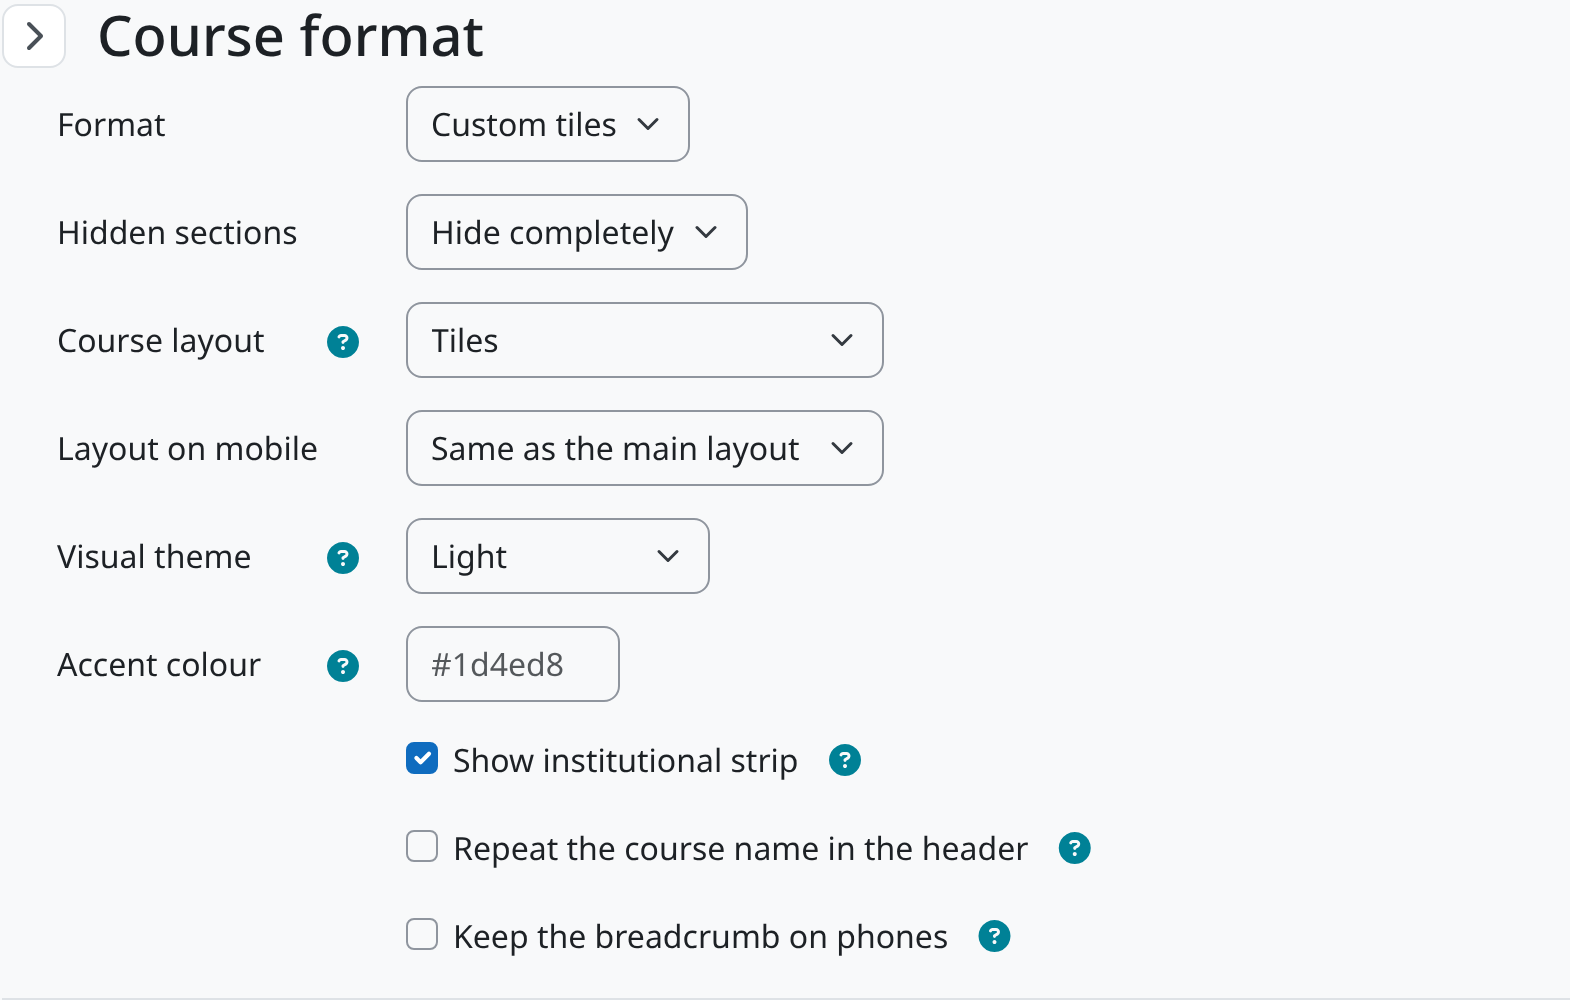 Course format
Format Custom tiles
Hidden sections Hide completely
Course layout ? Tiles
Layout on mobile Same as the main layout
Visual theme ? Light
Accent colour ? #1d4ed8
Show institutional strip ?
Repeat the course name in the header ?
Keep the breadcrumb on phones ?